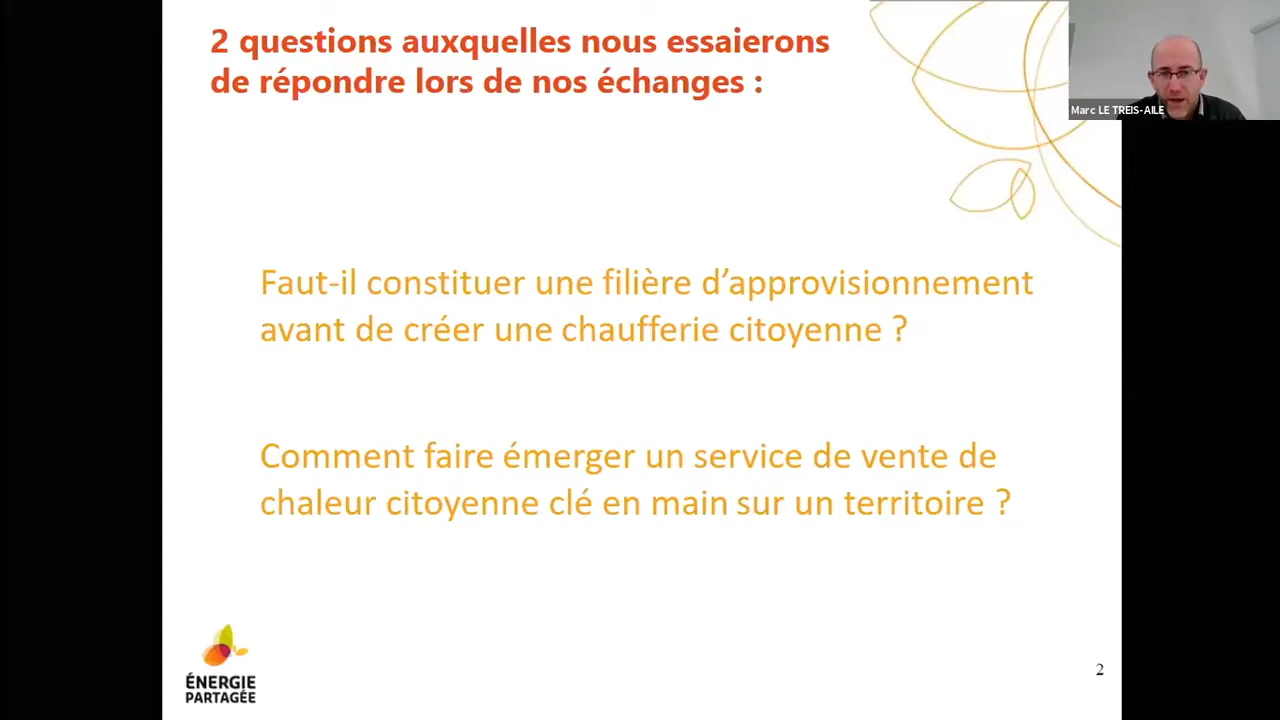 2 questions auxquelles nous essaierons
de répondre lors de nos échanges :
Marc LE TREIS-AILE
Faut-il constituer une filière d’approvisionnement
avant de créer une chaufferie citoyenne ?
Comment faire émerger un service de vente de
chaleur citoyenne clé en main sur un territoire ?
ÉNERGIE
PARTAGÉE
2